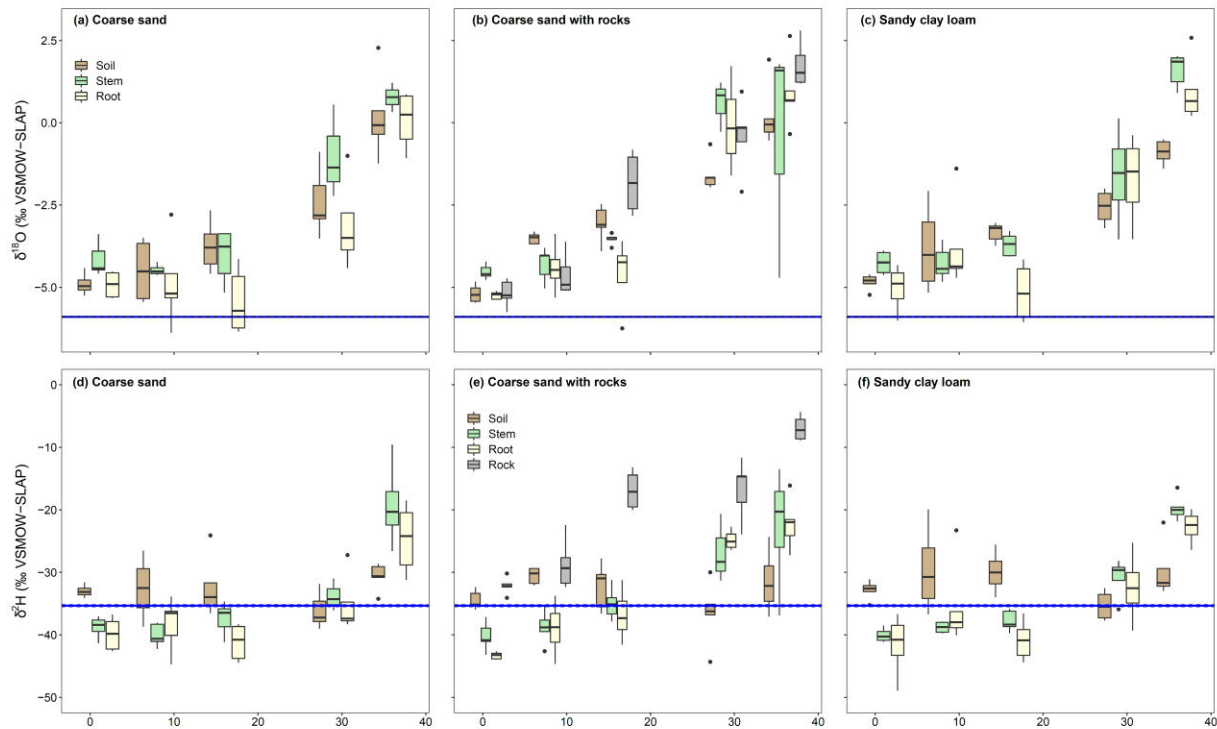 (a) Coarse sand
(b) Coarse sand with rocks
(c) Sandy clay loam
2.5
0.0
−2.5
−5.0
δ¹⁸O (‰ VSMOW−SLAP)
Soil
Stem
Root
(d) Coarse sand
(e) Coarse sand with rocks
(f) Sandy clay loam
0
−10
−20
−30
−40
−50
δ²H (‰ VSMOW−SLAP)
Soil
Stem
Root
Rock
0 10 20 30 40
0 10 20 30 40
0 10 20 30 40